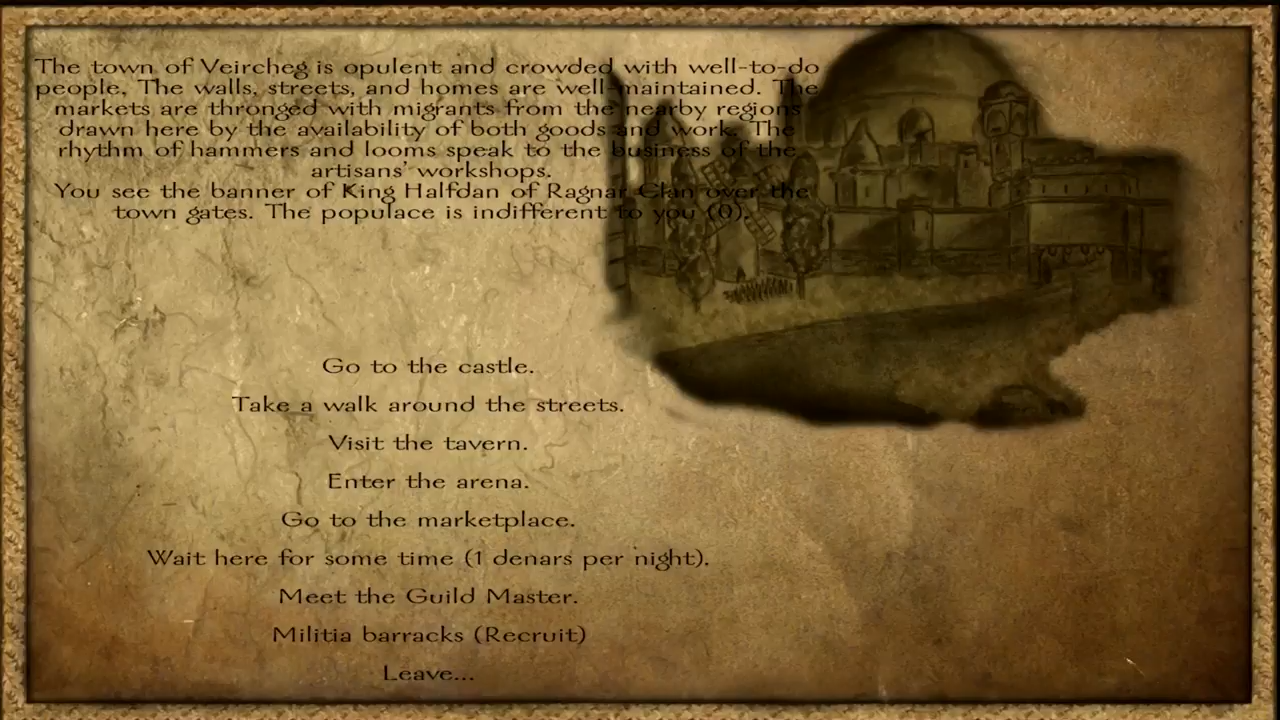 The town of Veircheg is opulent and crowded with well-to-do
people. The walls, streets, and homes are well-maintained. The
markets are thronged with migrants from the nearby regions
drawn here by the availability of both goods and work. The
rhythm of hammers and looms speak to the business of the
artisans' workshops.
You see the banner of King Halfdan of Ragnar Clan over the
town gates. The populace is indifferent to you (0).
Go to the castle.
Take a walk around the streets.
Visit the tavern.
Enter the arena.
Go to the marketplace.
Wait here for some time (1 denars per night).
Meet the Guild Master.
Militia barracks (Recruit)
Leave...